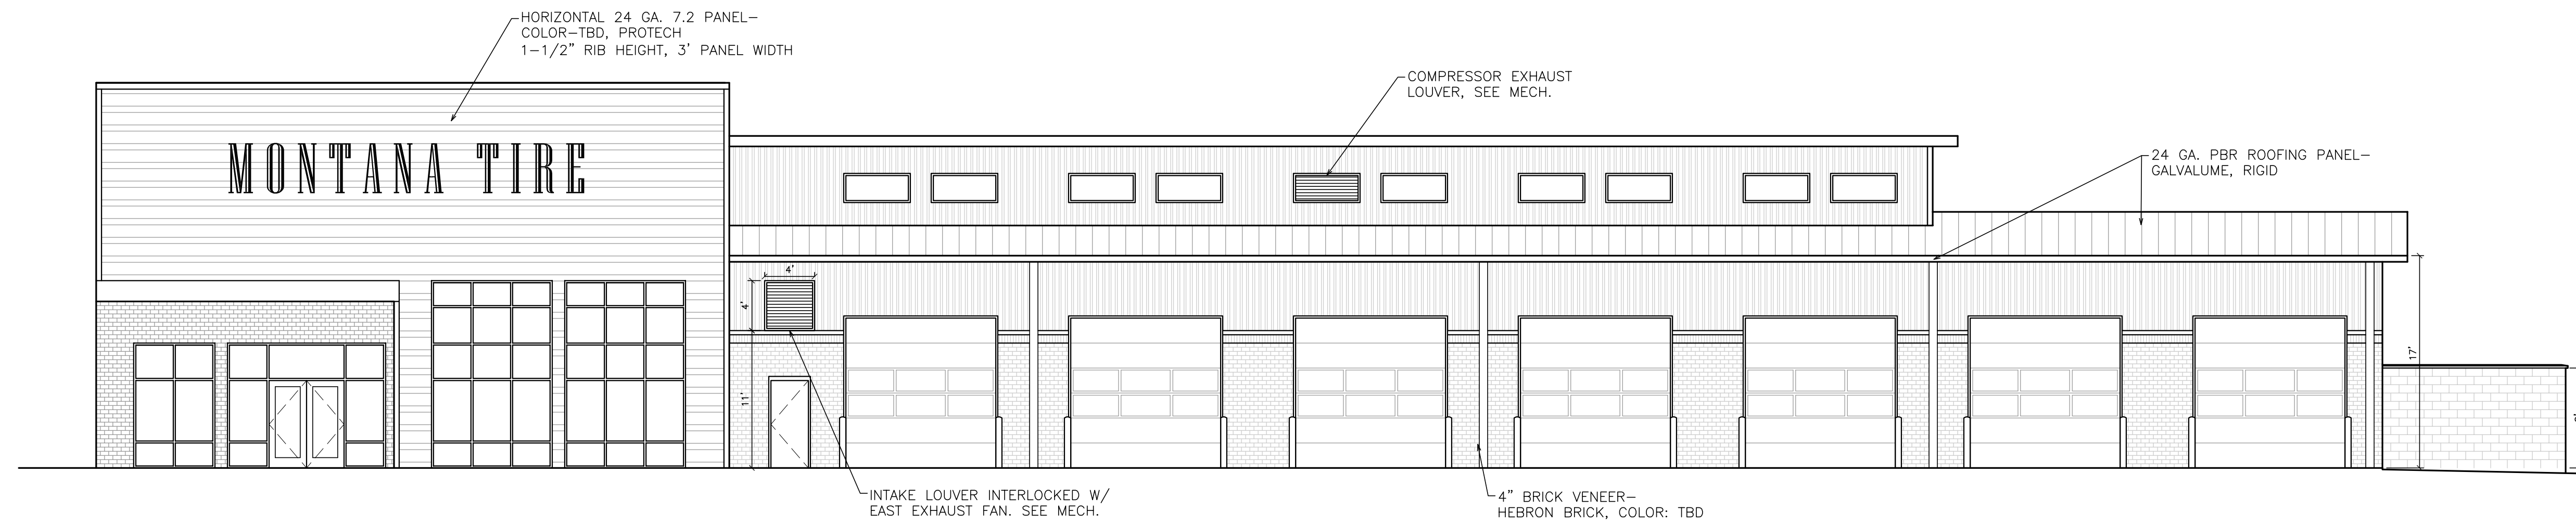 HORIZONTAL 24 GA. 7.2 PANEL–
COLOR–TBD, PROTECH
1–1/2” RIB HEIGHT, 3’ PANEL WIDTH
COMPRESSOR EXHAUST
LOUVER, SEE MECH.
MONTANA TIRE
24 GA. PBR ROOFING PANEL–
GALVALUME, RIGID
4'
4'
11'
17'
INTAKE LOUVER INTERLOCKED W/
EAST EXHAUST FAN. SEE MECH.
4” BRICK VENEER–
HEBRON BRICK, COLOR: TBD